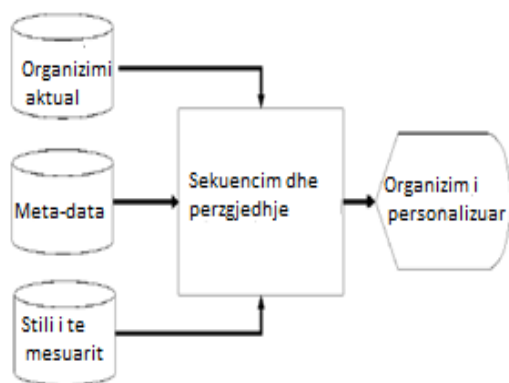 Organizimi
aktual
Meta-data
Stili i te
mesuarit
Sekuencim dhe
perzgjedhje
Organizim i
personalizuar